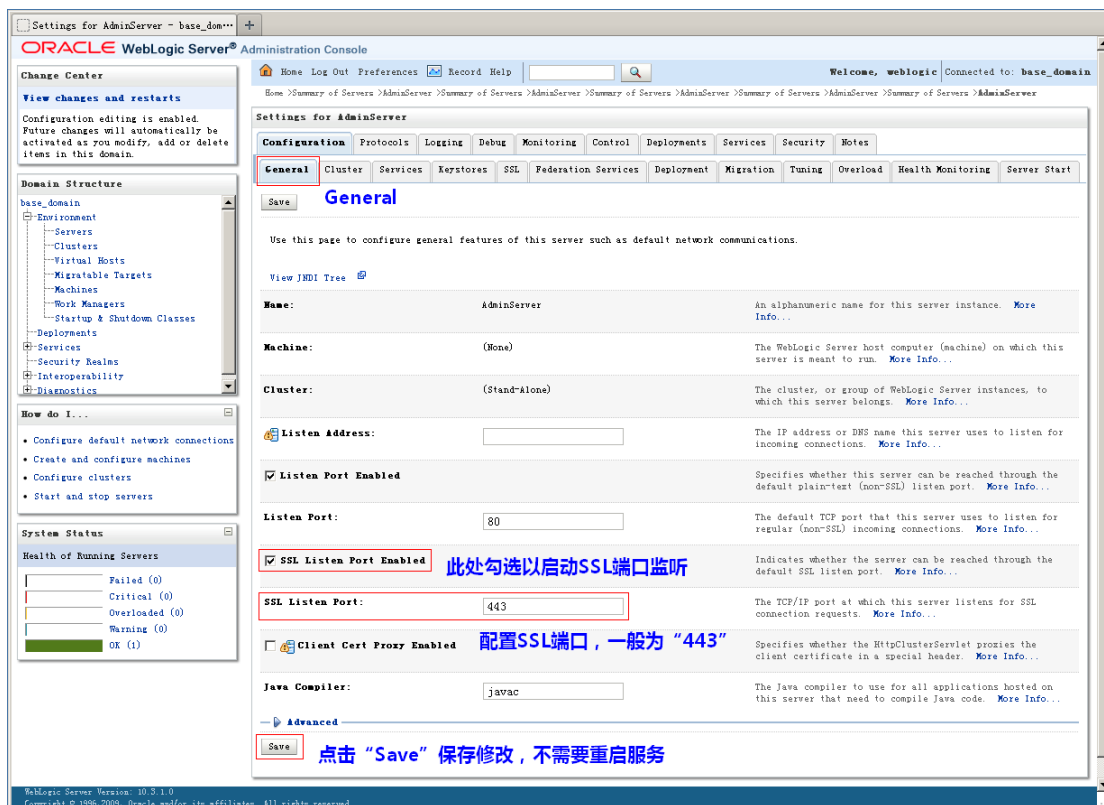 Settings for AdminServer - base_dom···
+
ORACLE WebLogic Server® Administration Console
Change Center
View changes and restarts
Configuration editing is enabled.
Future changes will automatically be
activated as you modify, add or delete
items in this domain.
Domain Structure
base_domain
Environment
Servers
Clusters
Virtual Hosts
Migratable Targets
Machines
Work Managers
Startup & Shutdown Classes
Deployments
Services
Security Realms
Interoperability
Diagnostics
How do I...
Configure default network connections
Create and configure machines
Configure clusters
Start and stop servers
System Status
Health of Running Servers
Failed (0)
Critical (0)
Overloaded (0)
Warning (0)
OK (1)
Home Log Out Preferences Record Help
Welcome, weblogic Connected to: base_domain
Home >Summary of Servers >AdminServer >Summary of Servers >AdminServer >Summary of Servers >AdminServer >Summary of Servers >AdminServer >Summary of Servers >AdminServer
Settings for AdminServer
Configuration Protocols Logging Debug Monitoring Control Deployments Services Security Notes
General Cluster Services Keystores SSL Federation Services Deployment Migration Tuning Overload Health Monitoring Server Start
Save General
Use this page to configure general features of this server such as default network communications.
View JNDI Tree
Name: AdminServer An alphanumeric name for this server instance. More
Info...
Machine: (None) The WebLogic Server host computer (machine) on which this
server is meant to run. More Info...
Cluster: (Stand-Alone) The cluster, or group of WebLogic Server instances, to
which this server belongs. More Info...
Listen Address: The IP address or DNS name this server uses to listen for
incoming connections. More Info...
Listen Port Enabled Specifies whether this server can be reached through the
default plain-text (non-SSL) listen port. More Info...
Listen Port: 80 The default TCP port that this server uses to listen for
regular (non-SSL) incoming connections. More Info...
SSL Listen Port Enabled 此处勾选以启动SSL端口监听 Indicates whether the server can be reached through the
default SSL listen port. More Info...
SSL Listen Port: 443 The TCP/IP port at which this server listens for SSL
connection requests. More Info...
Client Cert Proxy Enabled 配置SSL端口，一般为“443” Specifies whether the HttpClusterServlet proxies the
client certificate in a special header. More Info...
Java Compiler: javac The Java compiler to use for all applications hosted on
this server that need to compile Java code. More Info...
Advanced
Save 点击“Save”保存修改，不需要重启服务
WebLogic Server Version: 10.3.1.0
Copyright © 1996,2009, Oracle and/or its affiliates. All rights reserved.